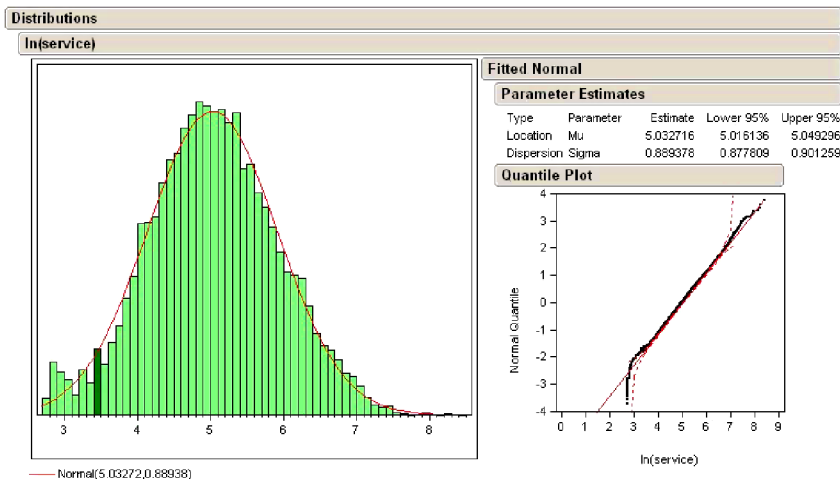 Distributions
ln(service)
Fitted Normal
Parameter Estimates
Type Parameter Estimate Lower 95% Upper 95%
Location Mu 5.032716 5.016136 5.049296
Dispersion Sigma 0.889378 0.877809 0.901259
Quantile Plot
4
3
2
1
0
-1
-2
-3
-4
Normal Quantile
0 1 2 3 4 5 6 7 8 9
ln(service)
3 4 5 6 7 8
Normal(5.03272,0.88938)